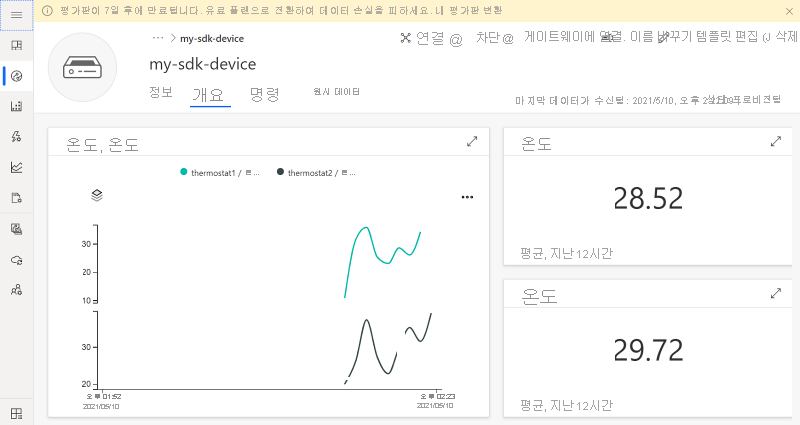 평가판이 7일 후에 만료됩니다. 유료 플랜으로 전환하여 데이터 손실을 피하세요. 내 평가판 변환
··· > my-sdk-device
연결 차단 게이트웨이에 연결. 이름 바꾸기 템플릿 편집 삭제
my-sdk-device
정보 개요 명령 원시 데이터
마지막 데이터가 수신됨: 2021/5/10, 오후
온도, 온도
thermostat1 /
thermostat2 /
30
20
10
30
20
오후 01:52
2021/05/10
오후 02:23
2021/05/10
온도
28.52
평균, 지난 12시간
온도
29.72
평균, 지난 12시간